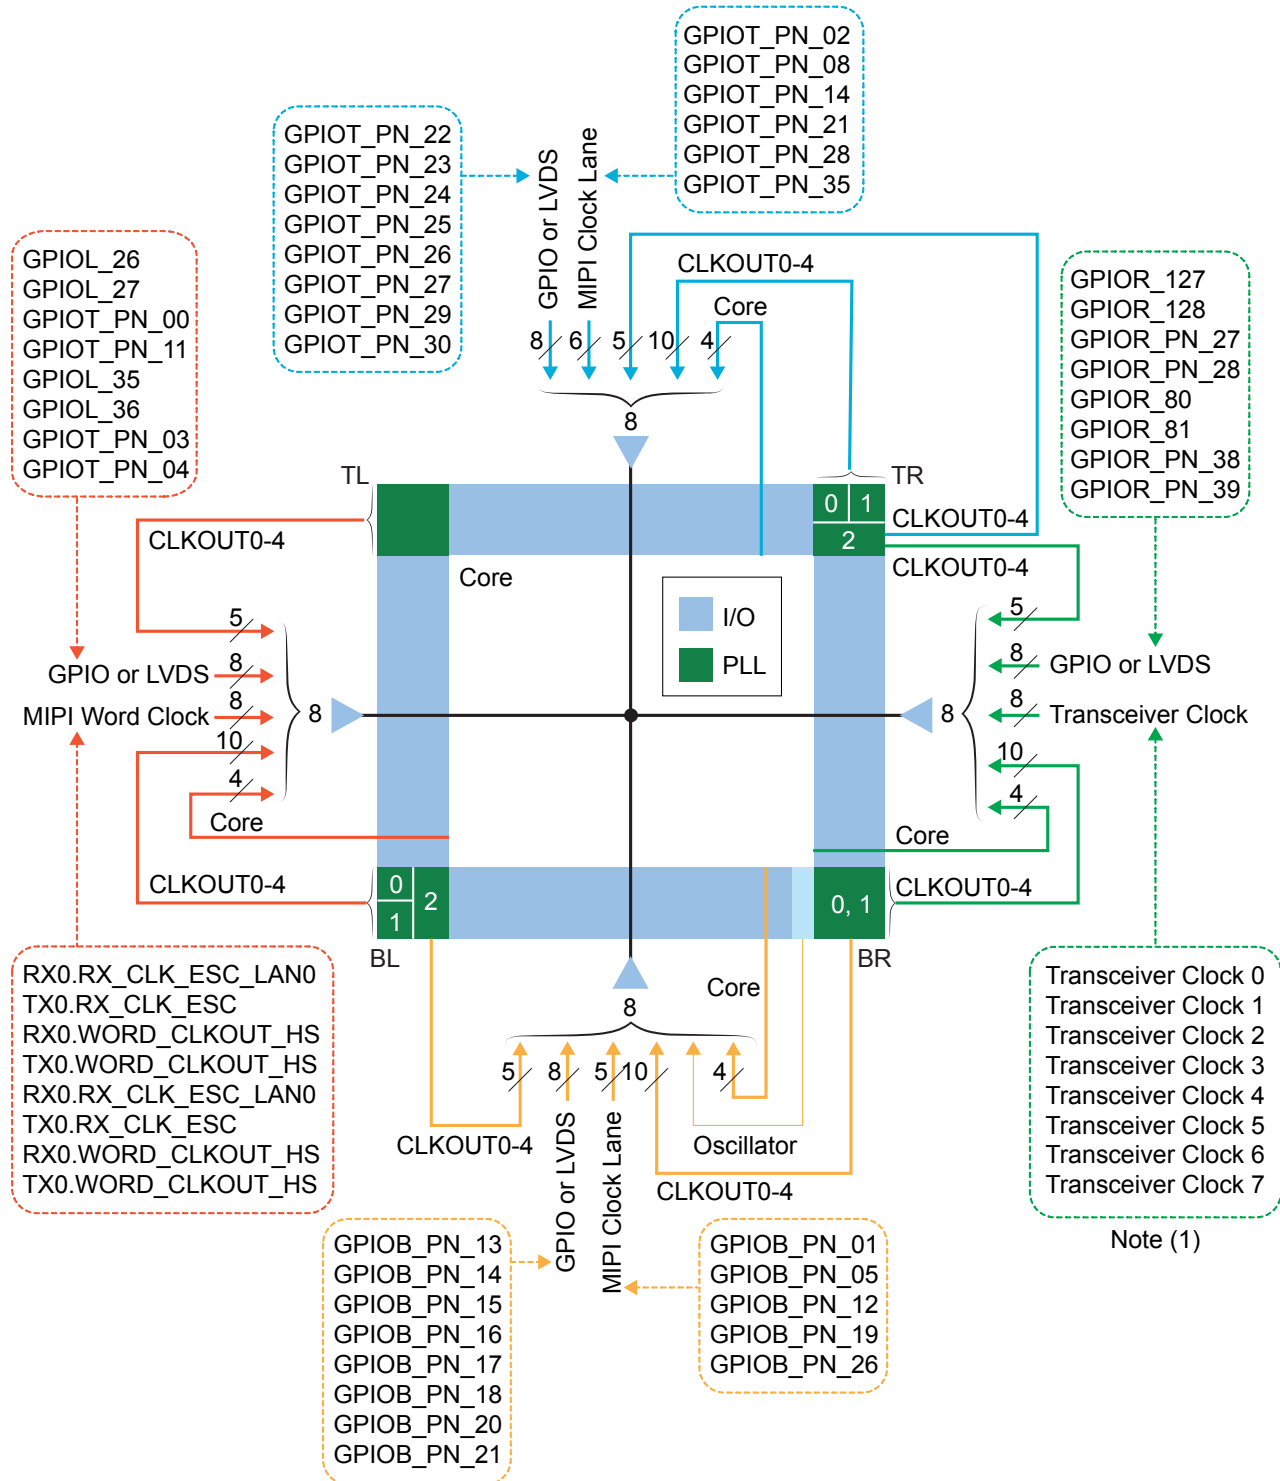 GPIOT_PN_02
GPIOT_PN_08
GPIOT_PN_14
GPIOT_PN_21
GPIOT_PN_28
GPIOT_PN_35
GPIOT_PN_22
GPIOT_PN_23
GPIOT_PN_24
GPIOT_PN_25
GPIOT_PN_26
GPIOT_PN_27
GPIOT_PN_29
GPIOT_PN_30
GPIO or LVDS
MIPI Clock Lane
CLKOUT0-4
Core
8
6
5
10
4
8
GPIOL_26
GPIOL_27
GPIOT_PN_00
GPIOT_PN_11
GPIOL_35
GPIOL_36
GPIOT_PN_03
GPIOT_PN_04
GPIOR_127
GPIOR_128
GPIOR_PN_27
GPIOR_PN_28
GPIOR_80
GPIOR_81
GPIOR_PN_38
GPIOR_PN_39
TL
TR
0
1
2
CLKOUT0-4
CLKOUT0-4
CLKOUT0-4
Core
I/O
PLL
5
GPIO or LVDS
8
MIPI Word Clock
8
10
4
8
Core
CLKOUT0-4
5
8
GPIO or LVDS
8
Transceiver Clock
10
4
8
Core
CLKOUT0-4
0
1
2
0, 1
BL
BR
RX0.RX_CLK_ESC_LAN0
TX0.RX_CLK_ESC
RX0.WORD_CLKOUT_HS
TX0.WORD_CLKOUT_HS
RX0.RX_CLK_ESC_LAN0
TX0.RX_CLK_ESC
RX0.WORD_CLKOUT_HS
TX0.WORD_CLKOUT_HS
Core
8
5
8
5
10
4
CLKOUT0-4
GPIO or LVDS
MIPI Clock Lane
Oscillator
CLKOUT0-4
Transceiver Clock 0
Transceiver Clock 1
Transceiver Clock 2
Transceiver Clock 3
Transceiver Clock 4
Transceiver Clock 5
Transceiver Clock 6
Transceiver Clock 7
Note (1)
GPIOB_PN_13
GPIOB_PN_14
GPIOB_PN_15
GPIOB_PN_16
GPIOB_PN_17
GPIOB_PN_18
GPIOB_PN_20
GPIOB_PN_21
GPIOB_PN_01
GPIOB_PN_05
GPIOB_PN_12
GPIOB_PN_19
GPIOB_PN_26